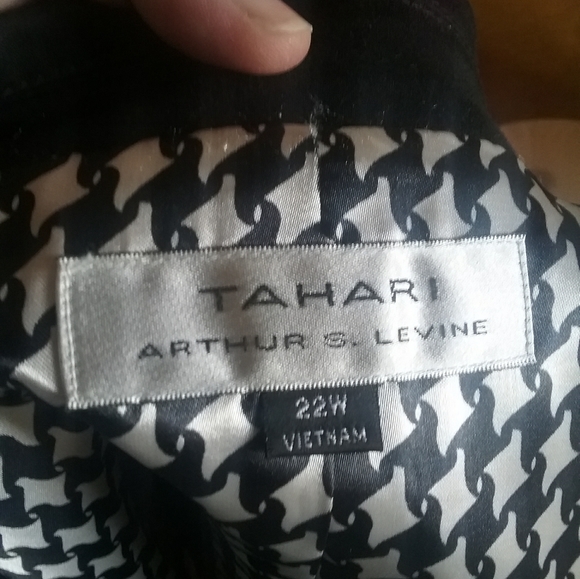 TAHARI
ARTHUR S. LEVINE
22W
VIETNAM